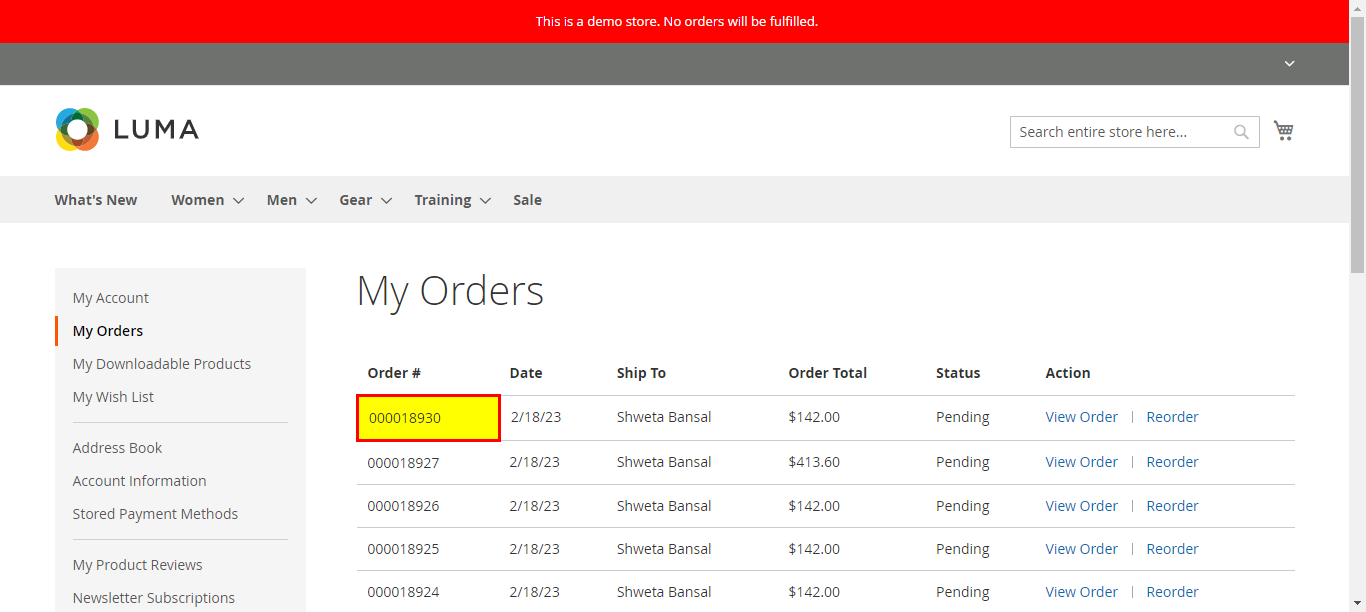 This is a demo store. No orders will be fulfilled.
LUMA
Search entire store here...
What's New Women Men Gear Training Sale
My Account
My Orders
My Downloadable Products
My Wish List
Address Book
Account Information
Stored Payment Methods
My Product Reviews
Newsletter Subscriptions
My Orders
Order # Date Ship To Order Total Status Action
000018930 2/18/23 Shweta Bansal $142.00 Pending View Order | Reorder
000018927 2/18/23 Shweta Bansal $413.60 Pending View Order | Reorder
000018926 2/18/23 Shweta Bansal $142.00 Pending View Order | Reorder
000018925 2/18/23 Shweta Bansal $142.00 Pending View Order | Reorder
000018924 2/18/23 Shweta Bansal $142.00 Pending View Order | Reorder